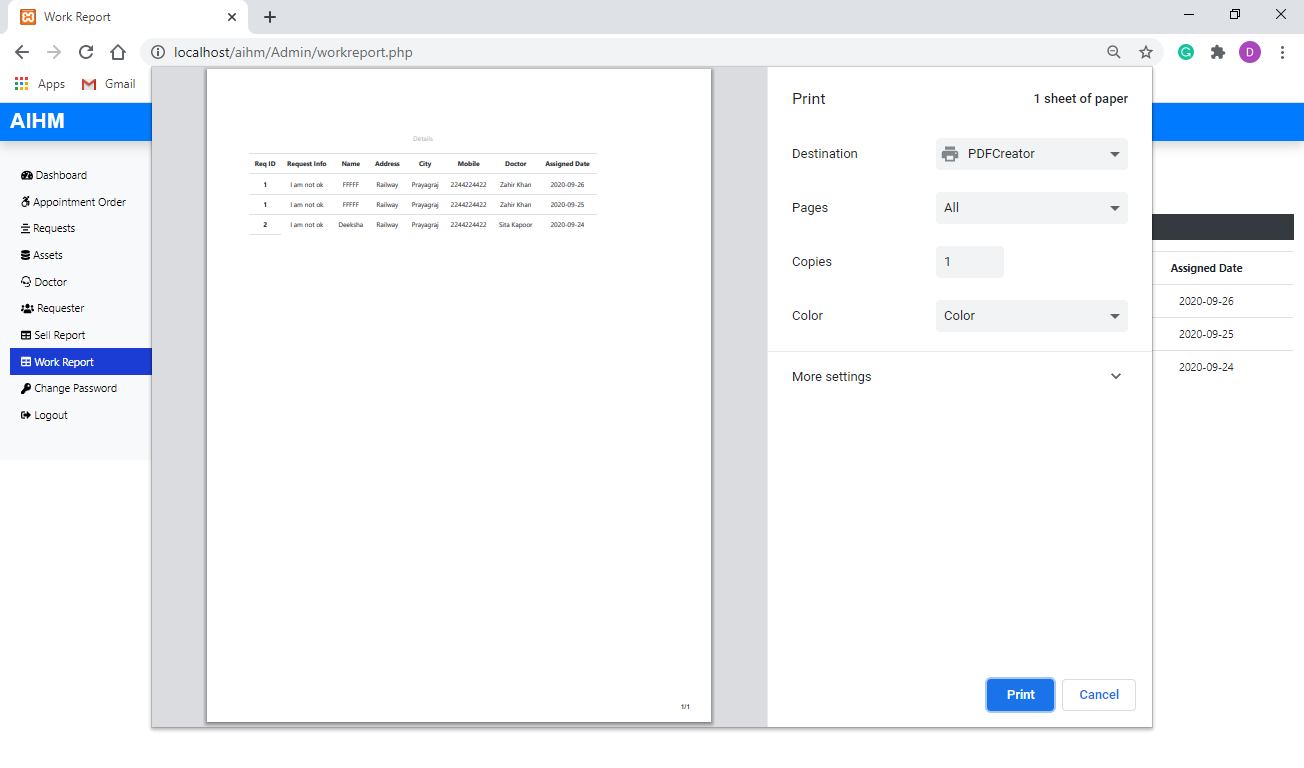 Work Report
localhost/aihm/Admin/workreport.php
G
D
Apps Gmail
AIHM
Dashboard
Appointment Order
Requests
Assets
Doctor
Requester
Sell Report
Work Report
Change Password
Logout
Details
Req ID Request Info Name Address City Mobile Doctor Assigned Date
1 I am not ok FFFFF Railway Prayagraj 2244224422 Zahir Khan 2020-09-26
1 I am not ok FFFFF Railway Prayagraj 2244224422 Zahir Khan 2020-09-25
2 I am not ok Deeksha Railway Prayagraj 2244224422 Sita Kapoor 2020-09-24
1/1
Print 1 sheet of paper
Destination PDFCreator
Pages All
Copies 1
Color Color
More settings
Print Cancel
Assigned Date
2020-09-26
2020-09-25
2020-09-24